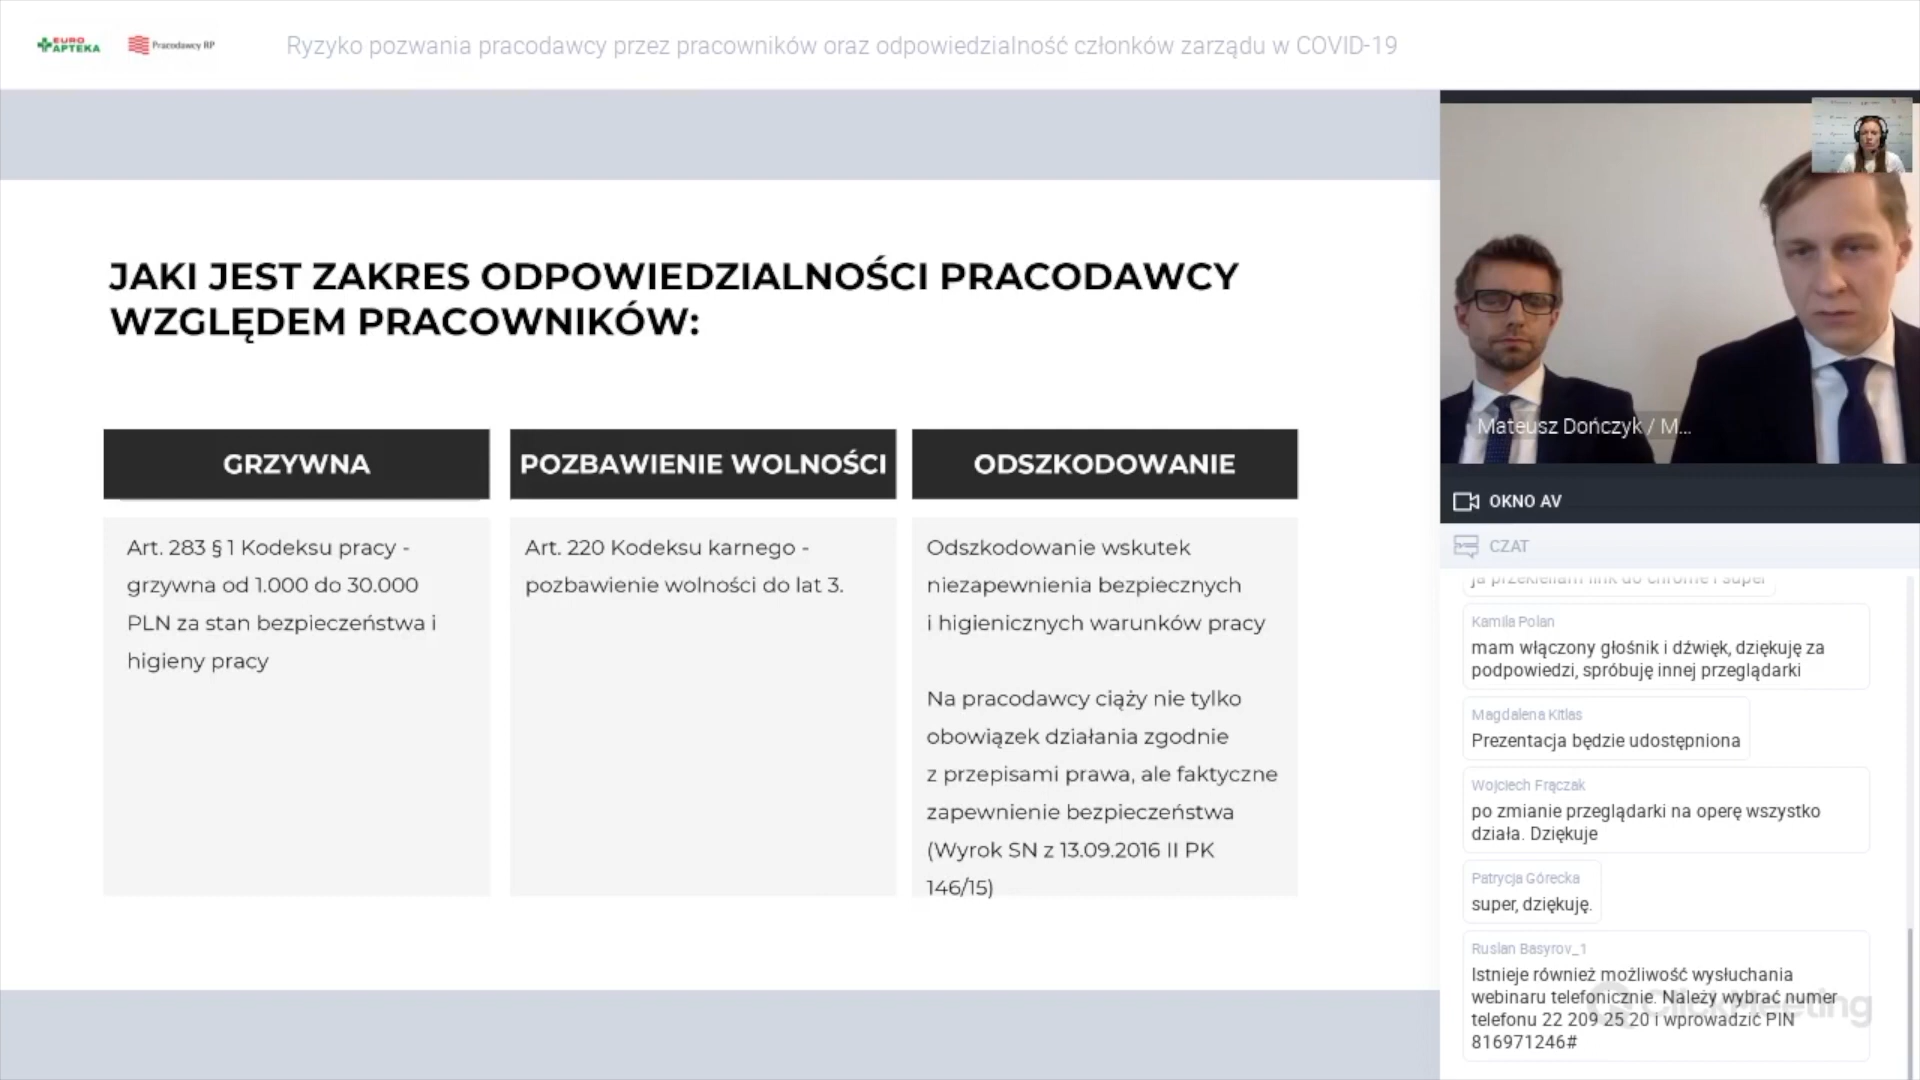 EURO
APTEKA
Pracodawcy RP
Ryzyko pozwania pracodawcy przez pracowników oraz odpowiedzialność członków zarządu w COVID-19
JAKI JEST ZAKRES ODPOWIEDZIALNOŚCI PRACODAWCY
WZGLĘDEM PRACOWNIKÓW:
GRZYWNA
Art. 283 § 1 Kodeksu pracy -
grzywna od 1.000 do 30.000
PLN za stan bezpieczeństwa i
higieny pracy
POZBAWIENIE WOLNOŚCI
Art. 220 Kodeksu karnego -
pozbawienie wolności do lat 3.
ODSZKODOWANIE
Odszkodowanie wskutek
niezapewnienia bezpiecznych
i higienicznych warunków pracy
Na pracodawcy ciąży nie tylko
obowiązek działania zgodnie
z przepisami prawa, ale faktyczne
zapewnienie bezpieczeństwa
(Wyrok SN z 13.09.2016 II PK
146/15)
Mateusz Dończyk / M...
OKNO AV
CZAT
ja przekleiłam link do chrome i super
Kamila Polan
mam włączony głośnik i dźwięk, dziękuję za
podpowiedzi, spróbuję innej przeglądarki
Magdalena Kitlas
Prezentacja będzie udostępniona
Wojciech Frączak
po zmianie przeglądarki na operę wszystko
działa. Dziękuje
Patrycja Górecka
super, dziękuję.
Ruslan Basyrov_1
Istnieje również możliwość wysłuchania
webinaru telefonicznie. Należy wybrać numer
telefonu 22 209 25 20 i wprowadzić PIN
816971246#
ClickMeeting